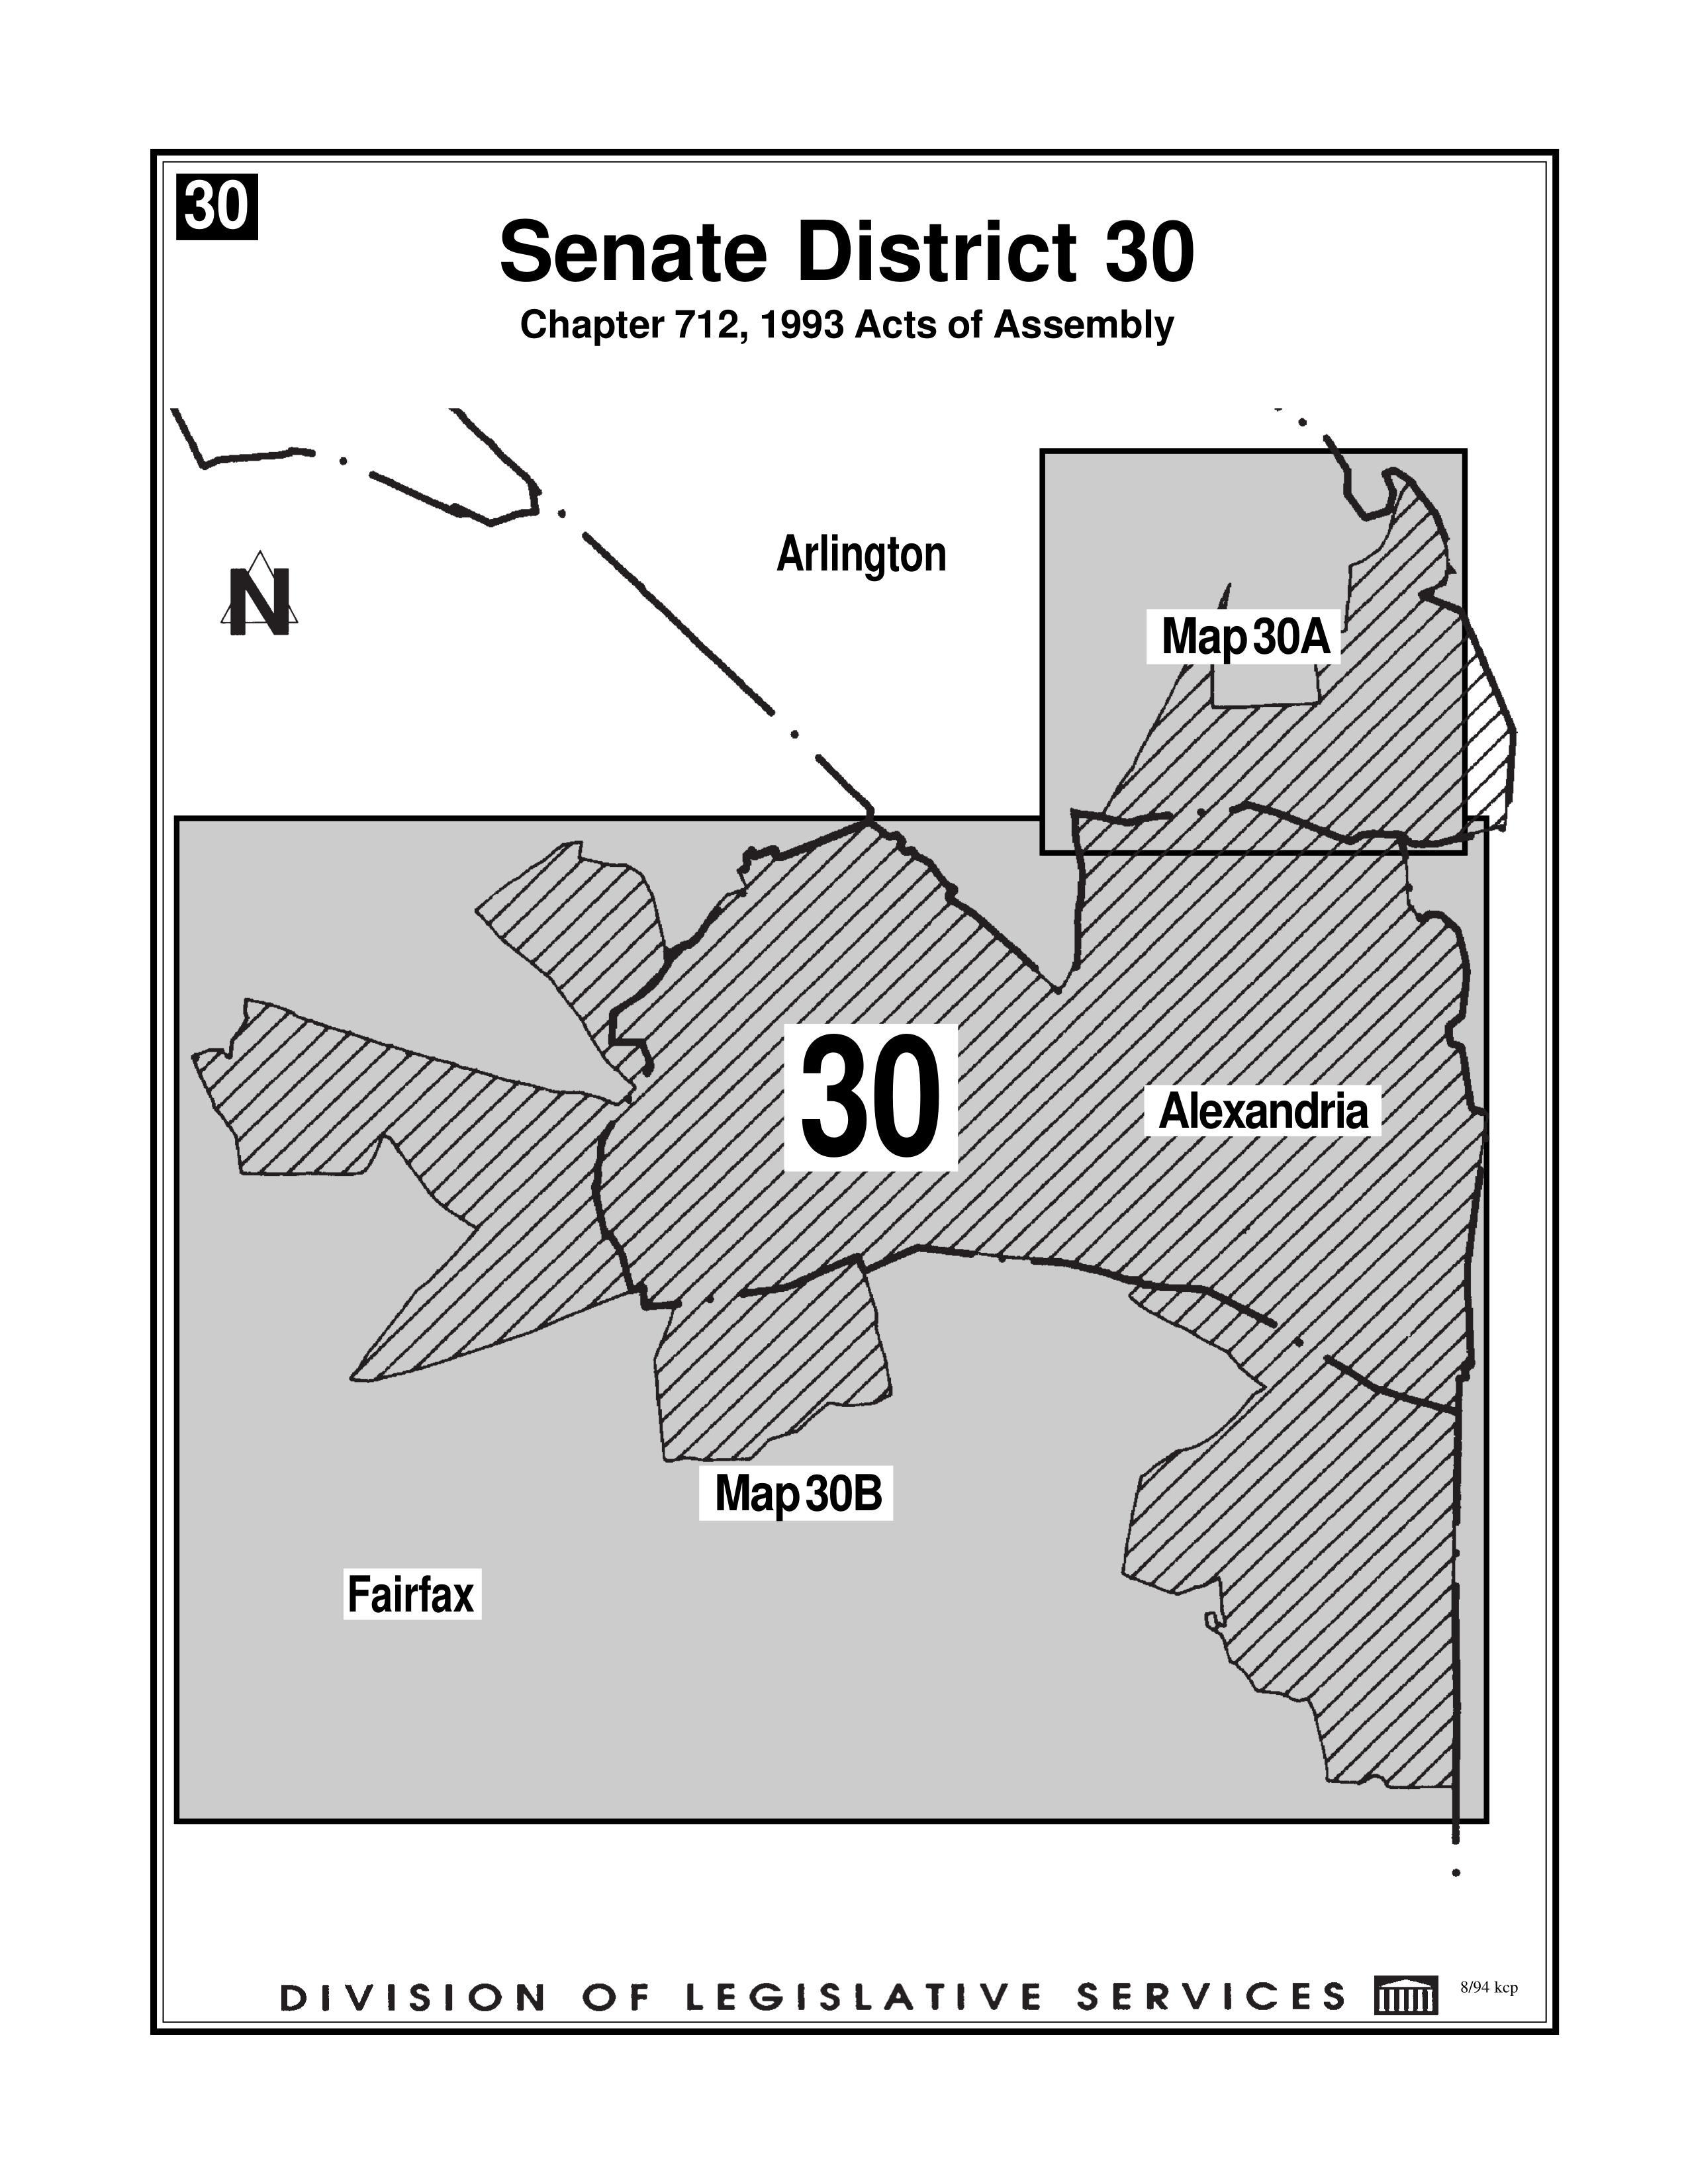 30
Senate District 30
Chapter 712, 1993 Acts of Assembly
Arlington
N
Map 30A
30
Alexandria
Map 30B
Fairfax
DIVISION OF LEGISLATIVE SERVICES
8/94 kcp